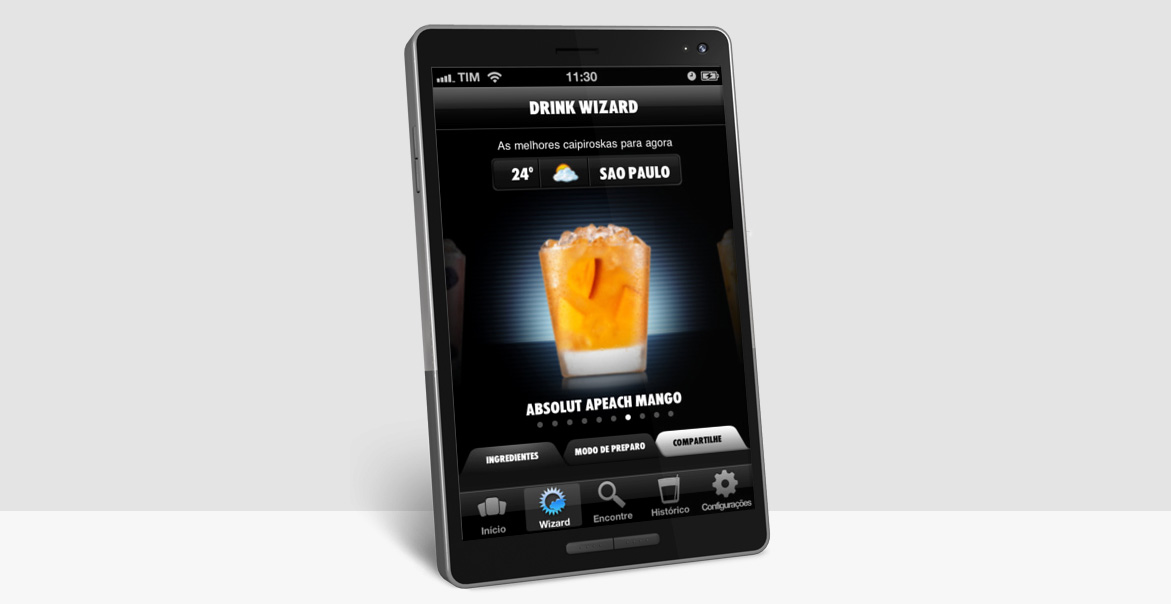 TIM 11:30
DRINK WIZARD
As melhores caipiroskas para agora
24° SAO PAULO
ABSOLUT APEACH MANGO
INGREDIENTES MODO DE PREPARO COMPARTILHE
Inicio Wizard Encontre Histórico Configurações